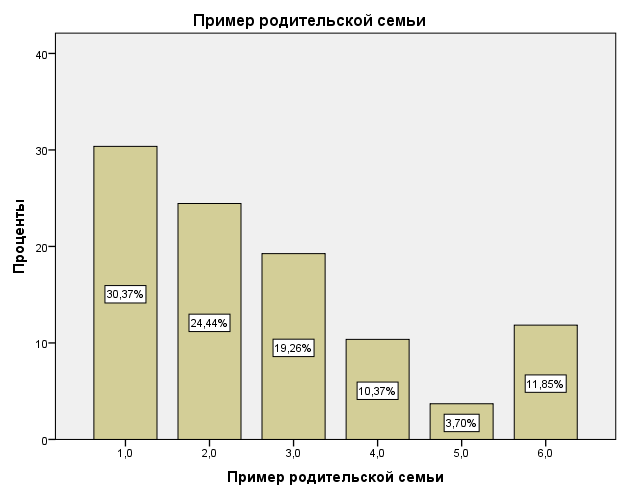 Пример родительской семьи
Проценты
40
30
20
10
0
30,37%
24,44%
19,26%
10,37%
3,70%
11,85%
1,0 2,0 3,0 4,0 5,0 6,0
Пример родительской семьи